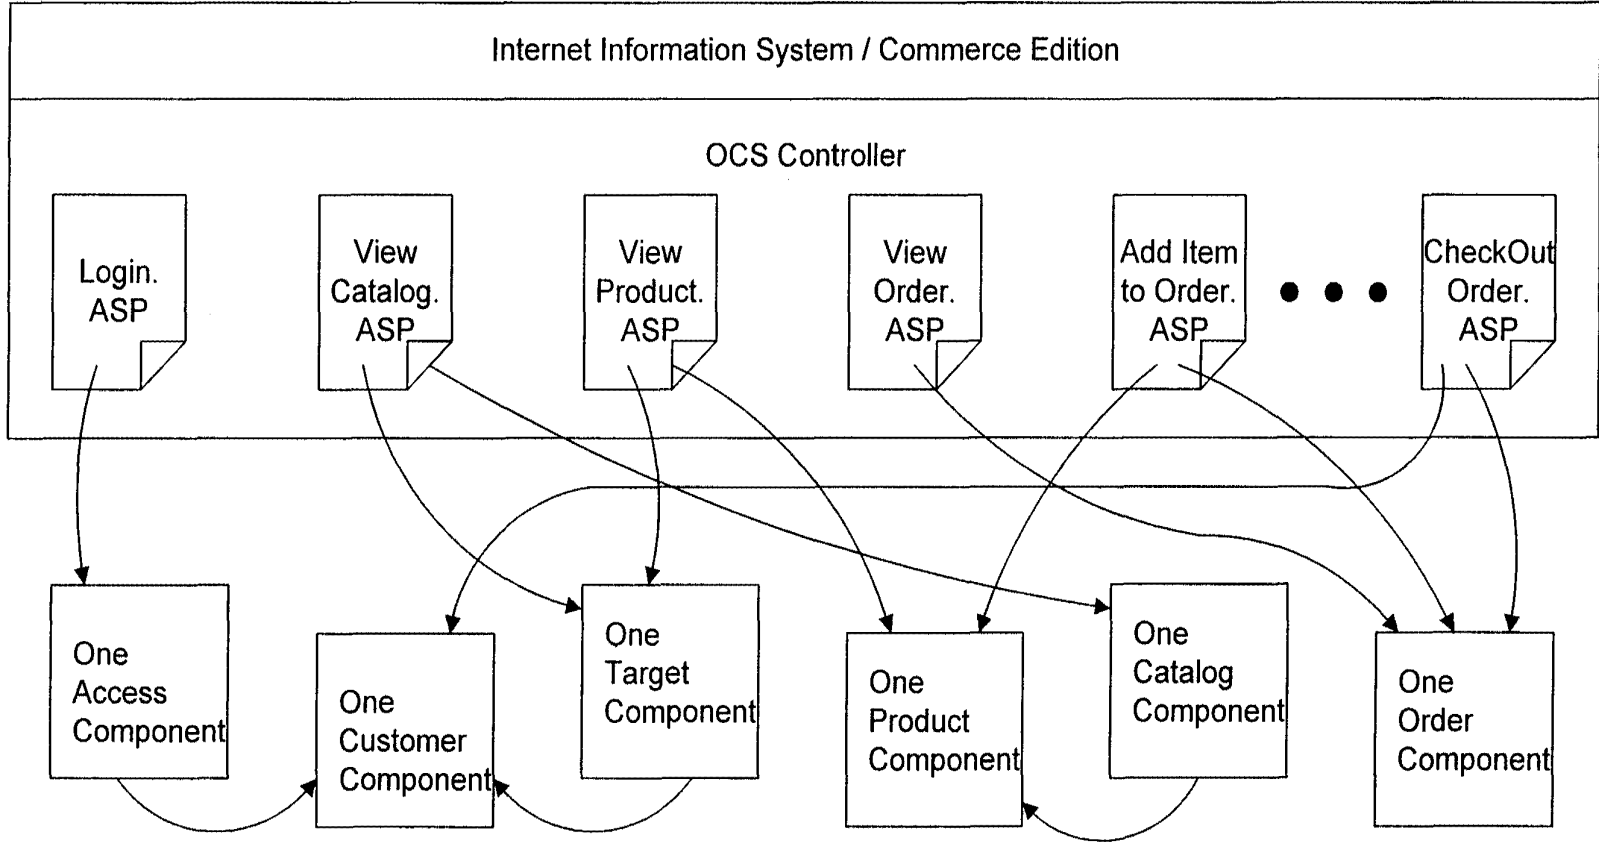 Internet Information System / Commerce Edition
OCS Controller
Login.
ASP
View
Catalog.
ASP
View
Product.
ASP
View
Order.
ASP
Add Item
to Order.
ASP
CheckOut
Order.
ASP
One
Access
Component
One
Customer
Component
One
Target
Component
One
Product
Component
One
Catalog
Component
One
Order
Component